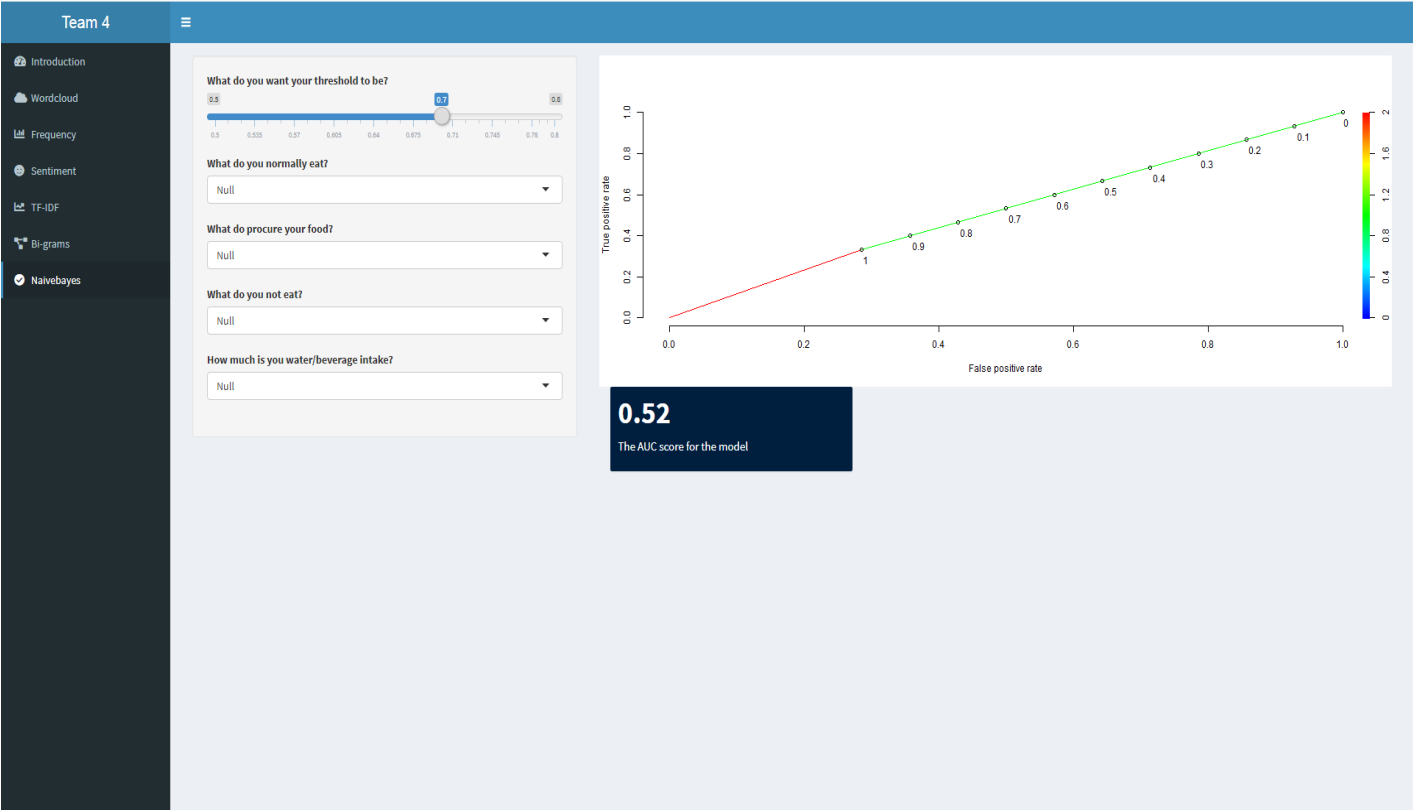 Team 4
Introduction
Wordcloud
Frequency
Sentiment
TF-IDF
Bi-grams
Naivebayes
What do you want your threshold to be?
0.5 0.7 0.8
0.5 0.535 0.57 0.605 0.64 0.675 0.71 0.745 0.78 0.8
What do you normally eat?
Null
What do procure your food?
Null
What do you not eat?
Null
How much is you water/beverage intake?
Null
True positive rate
0.0 0.2 0.4 0.6 0.8 1.0
1 0.9 0.8 0.7 0.6 0.5 0.4 0.3 0.2 0.1 0
0 0.4 0.8 1.2 1.6 2
0.0 0.2 0.4 0.6 0.8 1.0
False positive rate
0.52
The AUC score for the model